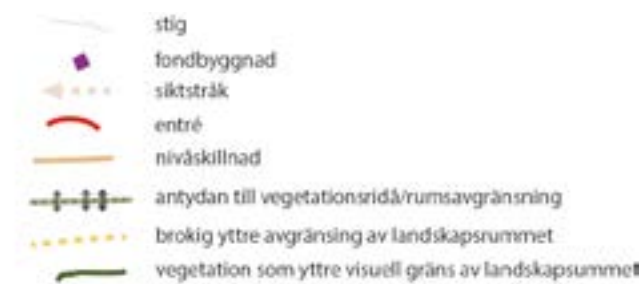 stig
fondbyggnad
siktstråk
entré
nivåskillnad
antydan till vegetationsridå/rumsavgränsning
brokig yttre avgränsing av landskapsrummet
vegetation som yttre visuell gräns av landskapsummet